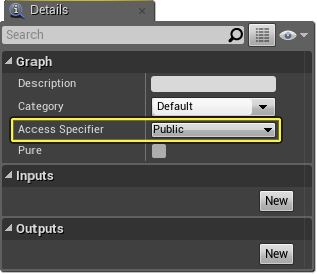 Details
Search
Graph
Description
Category Default
Access Specifier Public
Pure
Inputs
New
Outputs
New